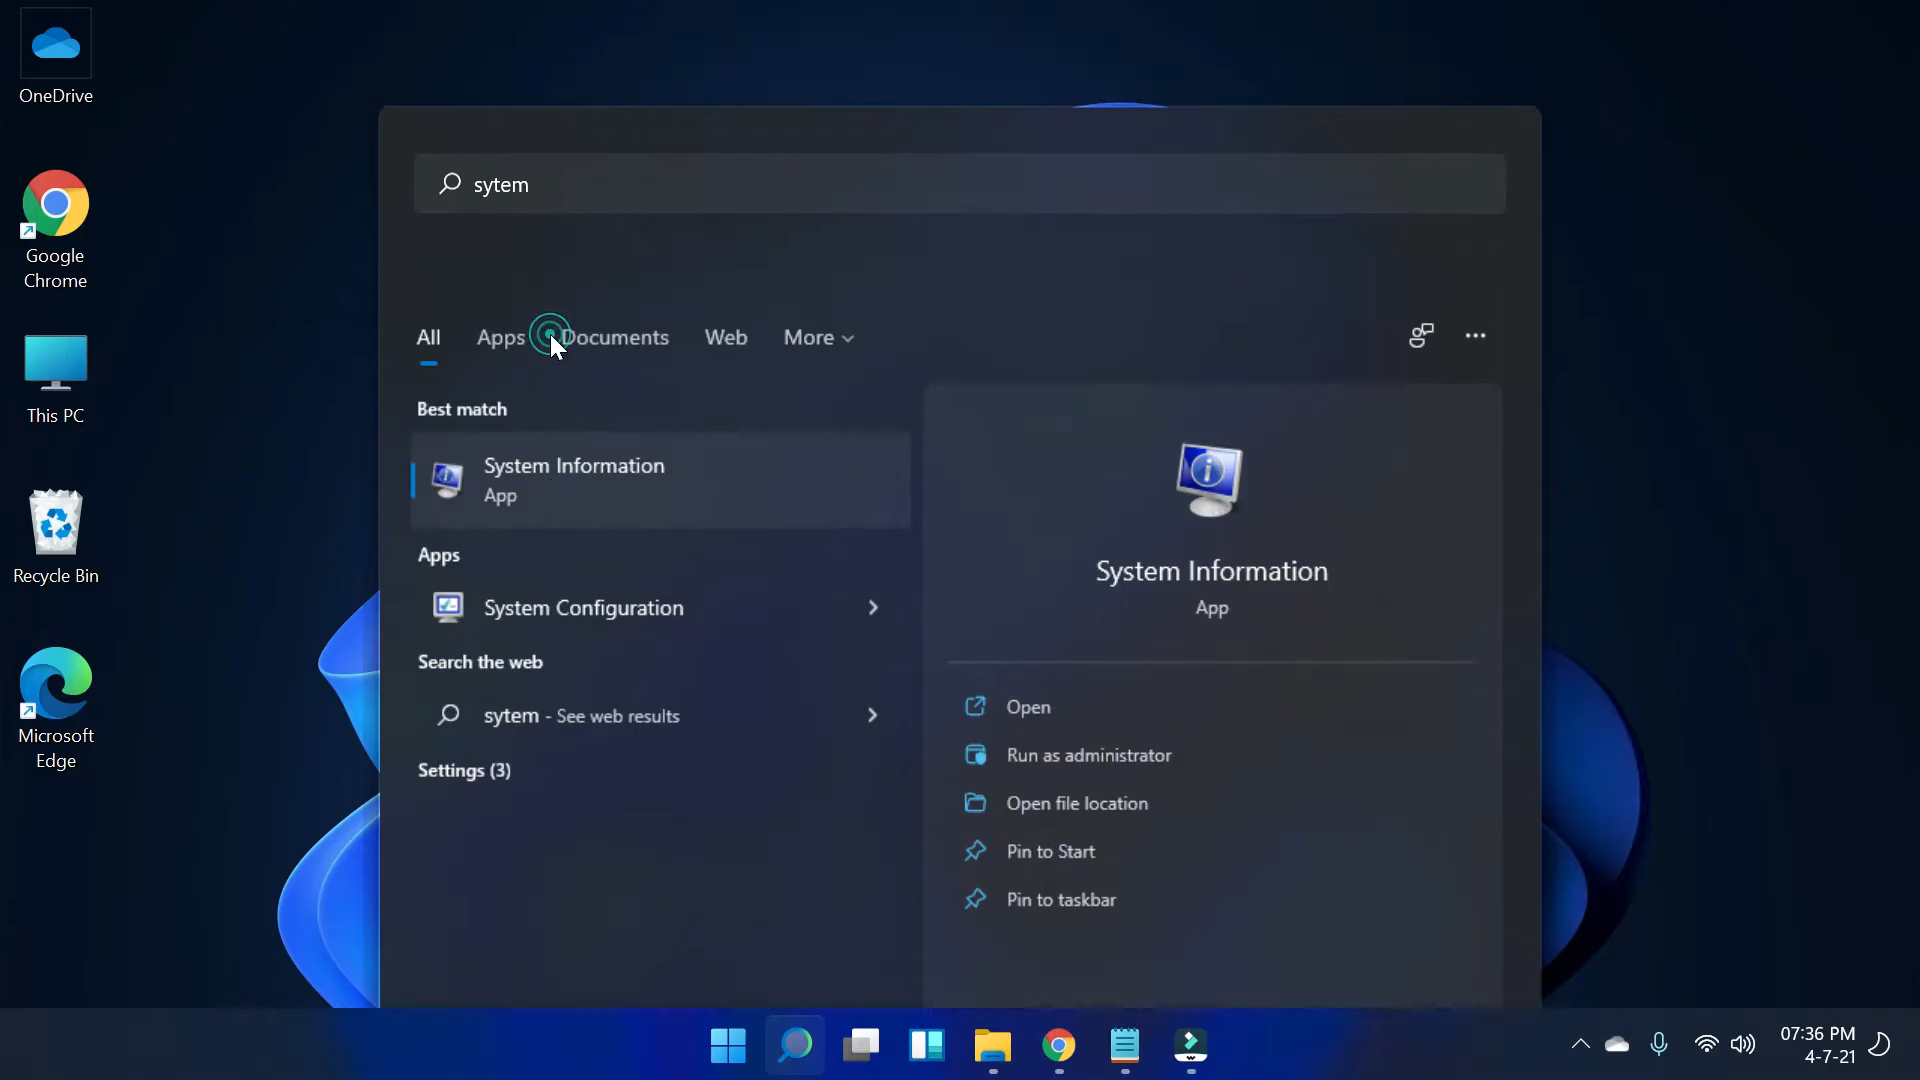 OneDrive
Google
Chrome
This PC
Recycle Bin
Microsoft
Edge
sytem
All Apps Documents Web More
Best match
System Information
App
Apps
System Configuration
Search the web
sytem - See web results
Settings (3)
System Information
App
Open
Run as administrator
Open file location
Pin to Start
Pin to taskbar
07:36 PM
4-7-21